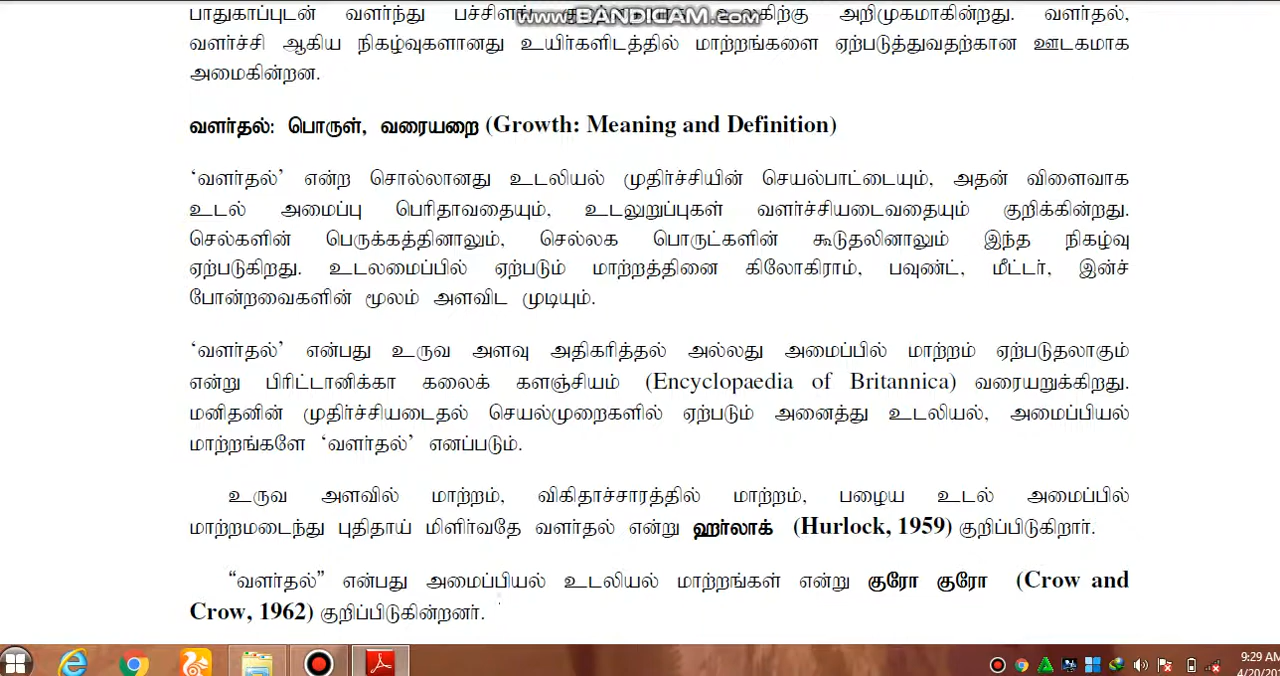 பாதுகாப்புடன் வளர்ந்து பச்சிளங் அறிமுகமாகின்றது. வளர்தல்,
www.BANDICAM.com
வளர்ச்சி ஆகிய நிகழ்வுகளானது உயிர்களிடத்தில் மாற்றங்களை ஏற்படுத்துவதற்கான ஊடகமாக
அமைகின்றன.
வளர்தல்: பொருள், வரையறை (Growth: Meaning and Definition)
‘வளர்தல்’ என்ற சொல்லானது உடலியல் முதிர்ச்சியின் செயல்பாட்டையும், அதன் விளைவாக
உடல் அமைப்பு பெரிதாவதையும், உடலுறுப்புகள் வளர்ச்சியடைவதையும் குறிக்கின்றது.
செல்களின் பெருக்கத்தினாலும், செல்லக பொருட்களின் கூடுதலினாலும் இந்த நிகழ்வு
ஏற்படுகிறது. உடலமைப்பில் ஏற்படும் மாற்றத்தினை கிலோகிராம், பவுண்ட், மீட்டர், இன்ச்
போன்றவைகளின் மூலம் அளவிட முடியும்.
‘வளர்தல்’ என்பது உருவ அளவு அதிகரித்தல் அல்லது அமைப்பில் மாற்றம் ஏற்படுதலாகும்
என்று பிரிட்டானிக்கா கலைக் களஞ்சியம் (Encyclopaedia of Britannica) வரையறுக்கிறது.
மனிதனின் முதிர்ச்சியடைதல் செயல்முறைகளில் ஏற்படும் அனைத்து உடலியல், அமைப்பியல்
மாற்றங்களே ‘வளர்தல்’ எனப்படும்.
உருவ அளவில் மாற்றம், விகிதாச்சாரத்தில் மாற்றம், பழைய உடல் அமைப்பில்
மாற்றமடைந்து புதிதாய் மிளிர்வதே வளர்தல் என்று ஹர்லாக் (Hurlock, 1959) குறிப்பிடுகிறார்.
“வளர்தல்” என்பது அமைப்பியல் உடலியல் மாற்றங்கள் என்று குரோ குரோ (Crow and
Crow, 1962) குறிப்பிடுகின்றனர்.
9:29 AM